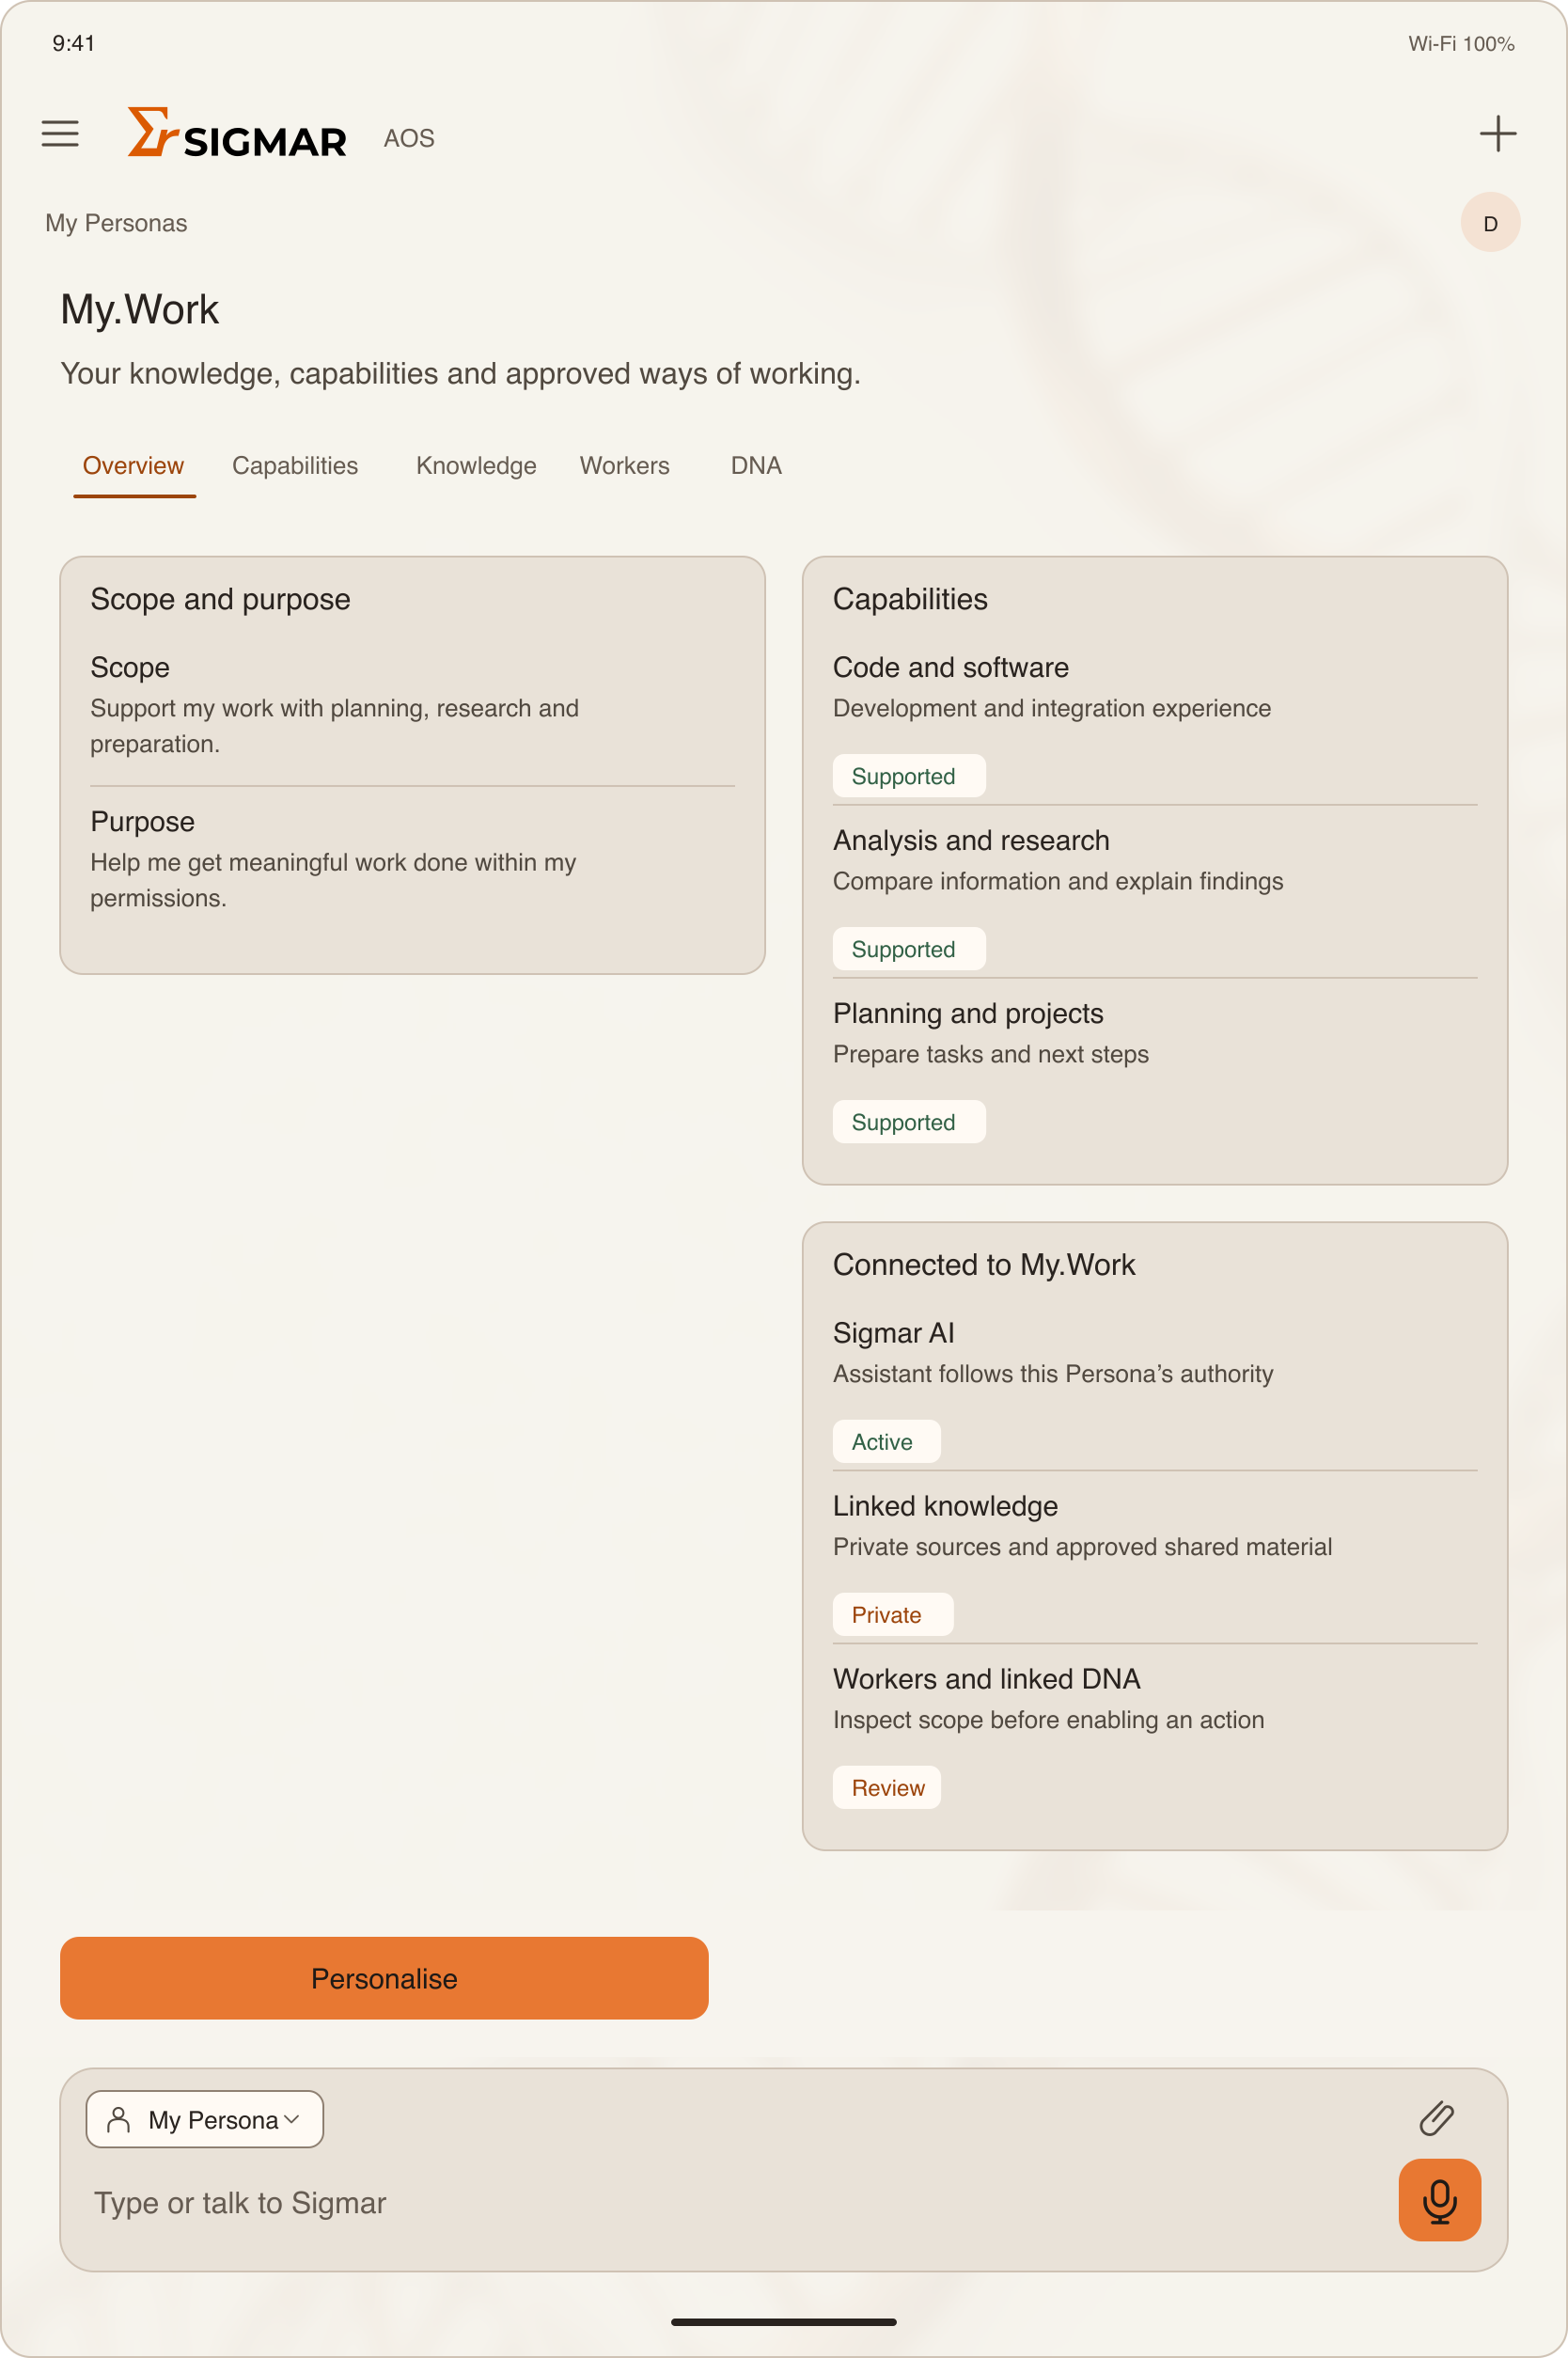 9:41
Wi-Fi 100%
Σr SIGMAR AOS
My Personas
D
My.Work
Your knowledge, capabilities and approved ways of working.
Overview Capabilities Knowledge Workers DNA
Scope and purpose
Scope
Support my work with planning, research and
preparation.
Purpose
Help me get meaningful work done within my
permissions.
Capabilities
Code and software
Development and integration experience
Supported
Analysis and research
Compare information and explain findings
Supported
Planning and projects
Prepare tasks and next steps
Supported
Connected to My.Work
Sigmar AI
Assistant follows this Persona’s authority
Active
Linked knowledge
Private sources and approved shared material
Private
Workers and linked DNA
Inspect scope before enabling an action
Review
Personalise
My Persona
Type or talk to Sigmar